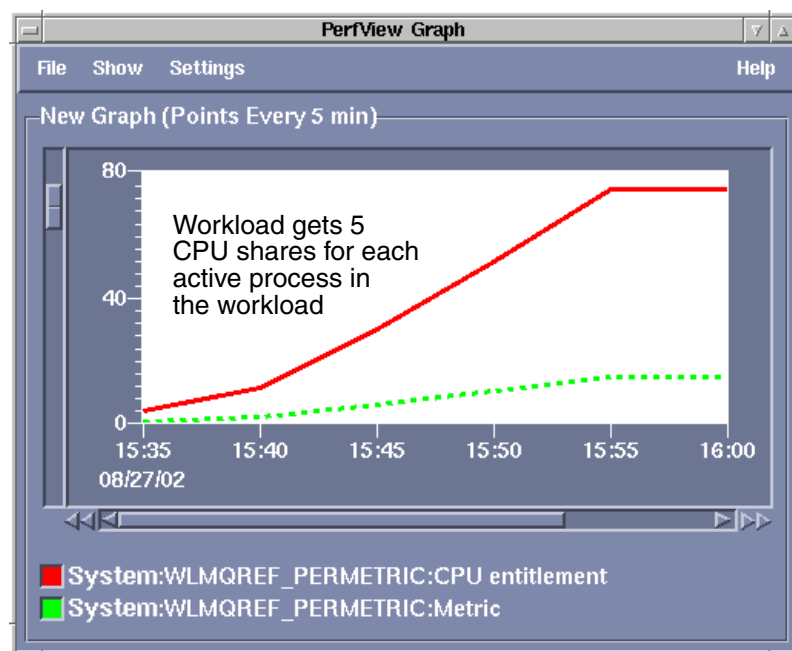 PerfView Graph
File Show Settings Help
New Graph (Points Every 5 min)
80
Workload gets 5
CPU shares for each
active process in
the workload
40
0
15:35 15:40 15:45 15:50 15:55 16:00
08/27/02
System:WLMQREF_PERMETRIC:CPU entitlement
System:WLMQREF_PERMETRIC:Metric